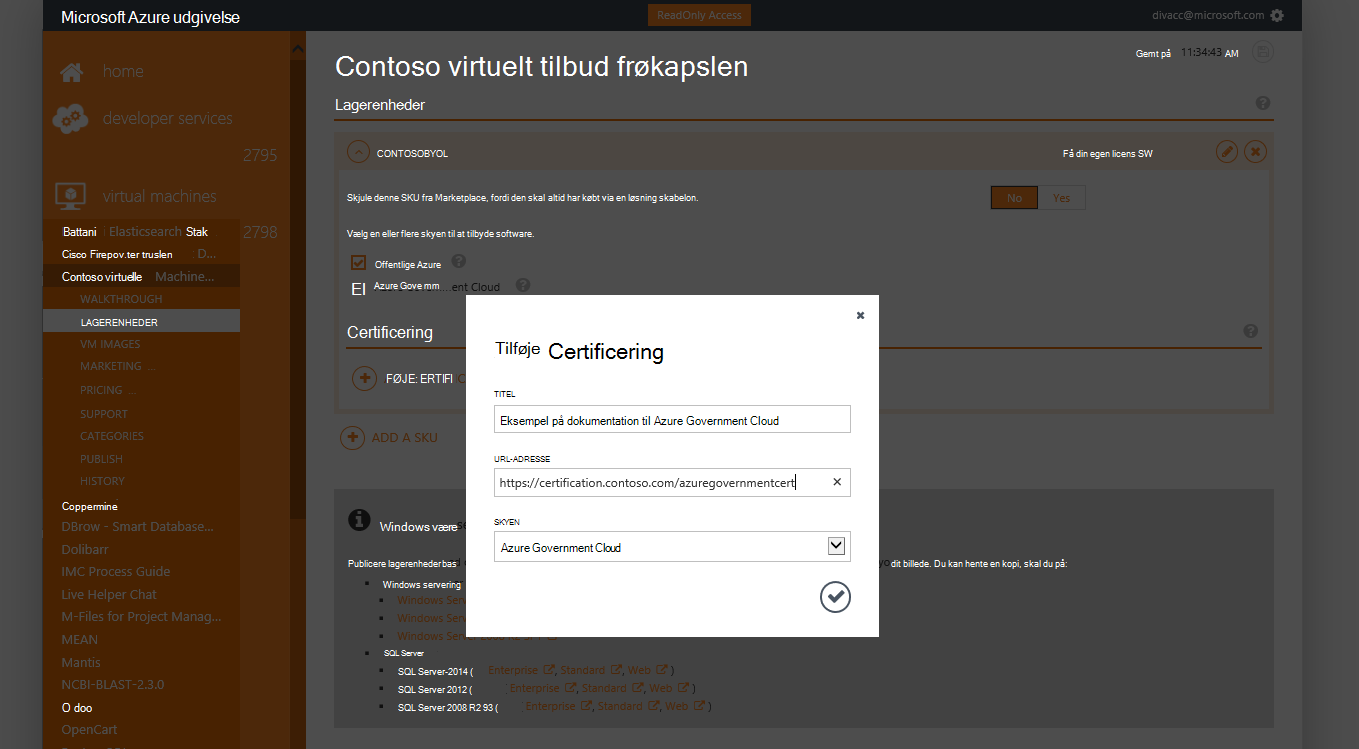 Microsoft Azure udgivelse
ReadOnly Access
divacc@microsoft.com
home
developer services
2795
virtual machines
Battani Elasticsearch Stak 2798
Cisco Firepov.ter truslen D...
Contoso virtuelle Machine...
WALKTHROUGH
LAGERENHEDER
VM IMAGES
MARKETING ...
PRICING ...
SUPPORT
CATEGORIES
PUBLISH
HISTORY
Coppermine
DBrow - Smart Database...
Dolibarr
IMC Process Guide
Live Helper Chat
M-Files for Project Manag...
MEAN
Mantis
NCBI-BLAST-2.3.0
O doo
OpenCart
Contoso virtuelt tilbud frøkapslen
Gemt på 11:34:43 AM
Lagerenheder
CONTOSOBYOL
Få din egen licens SW
Skjule denne SKU fra Marketplace, fordi den skal altid har købt via en løsning skabelon.
No Yes
Vælg en eller flere skyen til at tilbyde software.
Offentlige Azure
El Azure Gove mm ...ent Cloud
Certificering
FØJE: ERTIFI C
ADD A SKU
Tilføje Certificering
TITEL
Eksempel på dokumentation til Azure Government Cloud
URL-ADRESSE
https://certification.contoso.com/azuregovernmentcert
SKYEN
Azure Government Cloud
Windows være
Publicere lagerenhederbas dit billede. Du kan hente en kopi, skal du på:
Windows servering
Windows Serv
Windows Serv
Windows Server 2008 R2 SP1
SQL Server
SQL Server-2014 ( Enterprise, Standard, Web )
SQL Server 2012 ( Enterprise, Standard, Web )
SQL Server 2008 R2 93 ( Enterprise, Standard, Web )